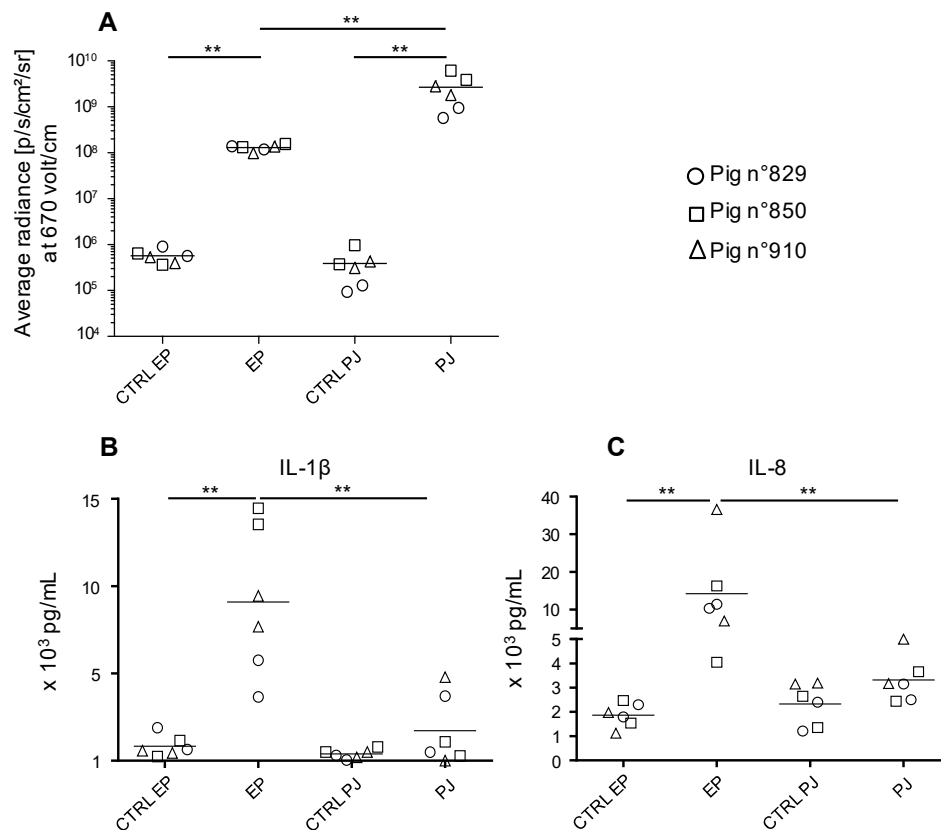 A
**
**
**
Average radiance [p/s/cm²/sr]
at 670 volt/cm
10¹⁰
10⁹
10⁸
10⁷
10⁶
10⁵
10⁴
CTRL EP
EP
CTRL PJ
PJ
Pig n°829
Pig n°850
Pig n°910
B
IL-1β
**
**
x 10³ pg/mL
15
10
5
1
CTRL EP
EP
CTRL PJ
PJ
C
IL-8
**
**
x 10³ pg/mL
40
30
20
10
5
4
3
2
1
0
CTRL EP
EP
CTRL PJ
PJ